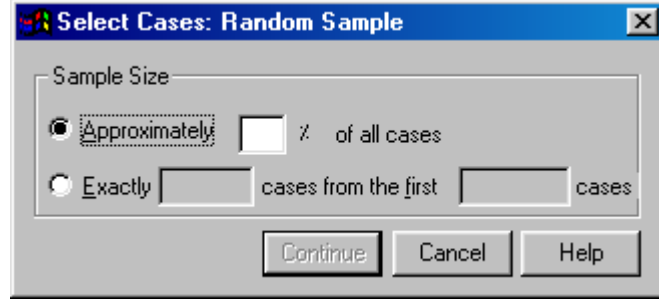 Select Cases: Random Sample
Sample Size
Approximately % of all cases
Exactly cases from the first cases
Continue Cancel Help